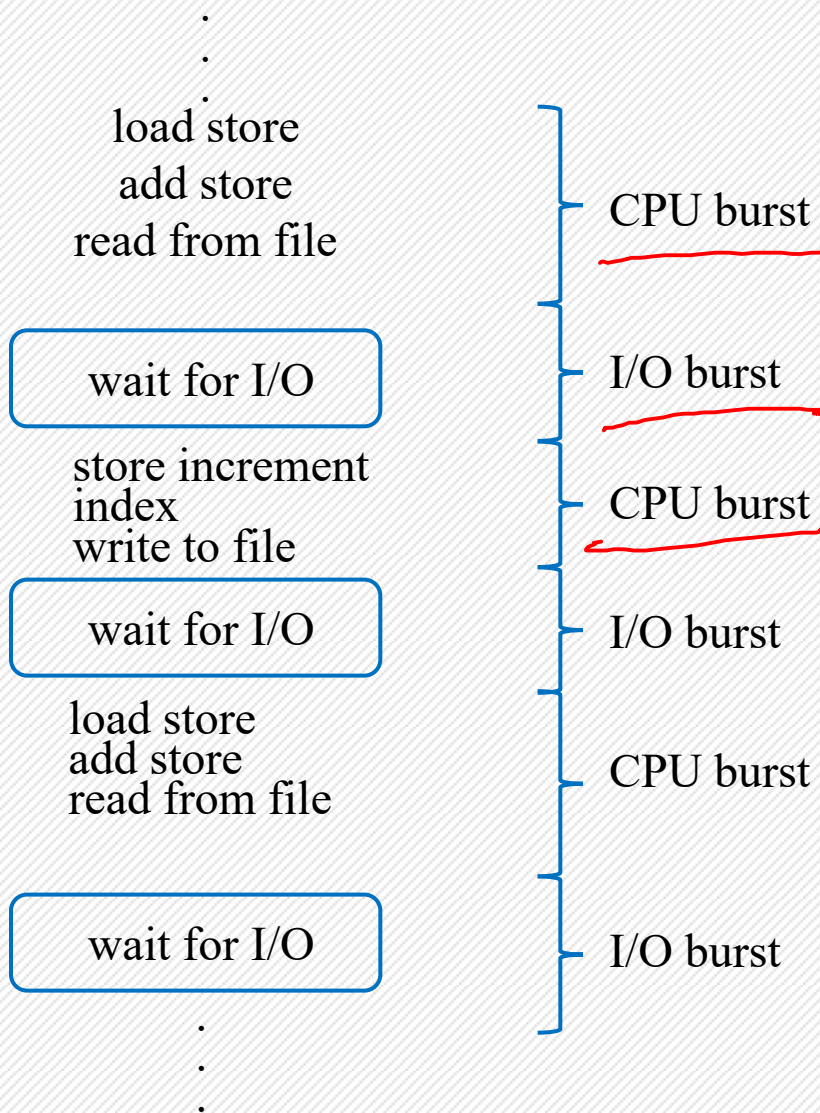 .
.
.
load store
add store
read from file
CPU burst
wait for I/O
I/O burst
store increment
index
write to file
CPU burst
wait for I/O
I/O burst
load store
add store
read from file
CPU burst
wait for I/O
I/O burst
.
.
.